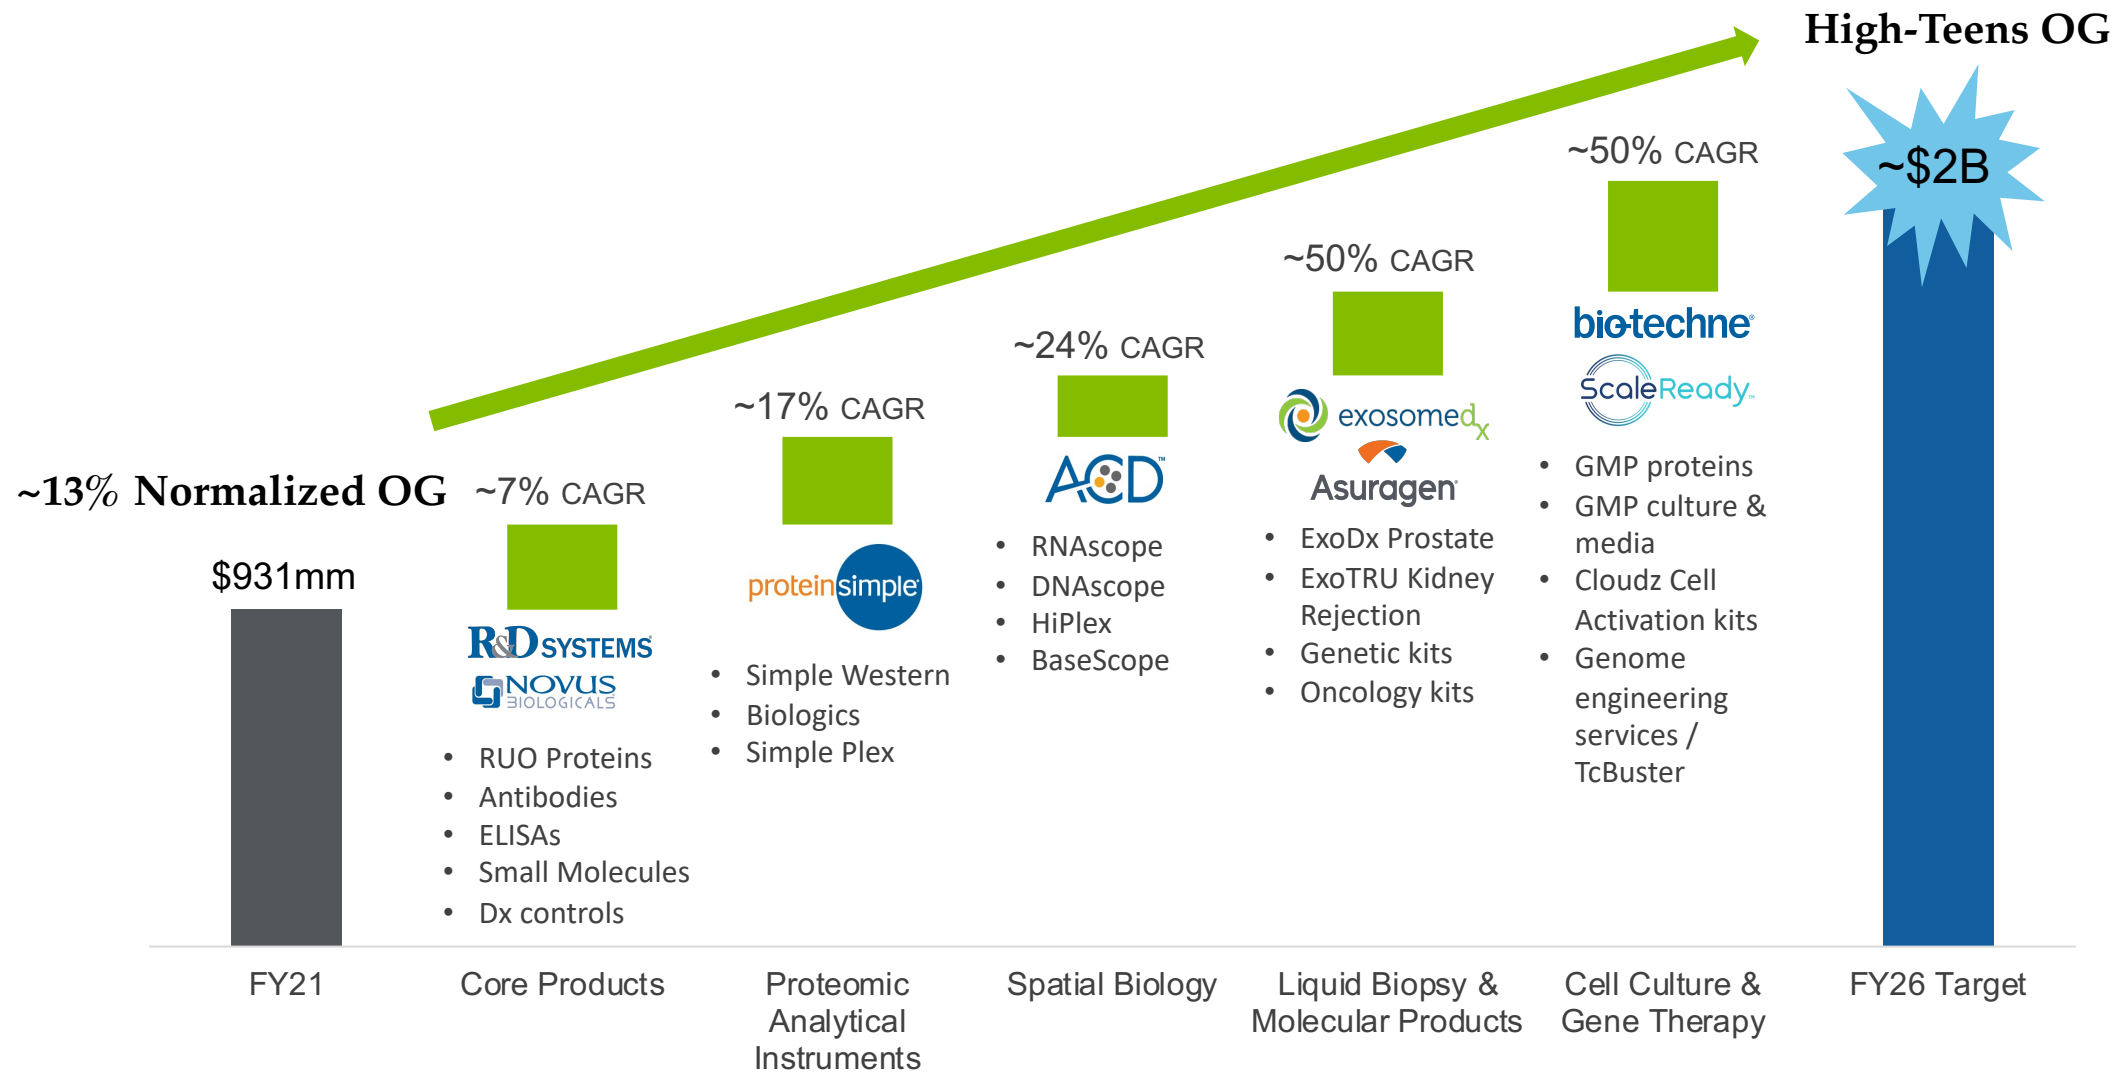 High-Teens OG
~$2B
~50% CAGR
~50% CAGR
~24% CAGR
~17% CAGR
~7% CAGR
~13% Normalized OG
$931mm
R&D SYSTEMS
NOVUS
BIOLOGICALS
• RUO Proteins
• Antibodies
• ELISAs
• Small Molecules
• Dx controls
proteinsimple
• Simple Western
• Biologics
• Simple Plex
ACD™
• RNAscope
• DNAscope
• HiPlex
• BaseScope
exosomedx
Asuragen
• ExoDx Prostate
• ExoTRU Kidney
Rejection
• Genetic kits
• Oncology kits
bio-techne®
ScaleReady™
• GMP proteins
• GMP culture &
media
• Cloudz Cell
Activation kits
• Genome
engineering
services /
TcBuster
FY21
Core Products
Proteomic
Analytical
Instruments
Spatial Biology
Liquid Biopsy &
Molecular Products
Cell Culture &
Gene Therapy
FY26 Target